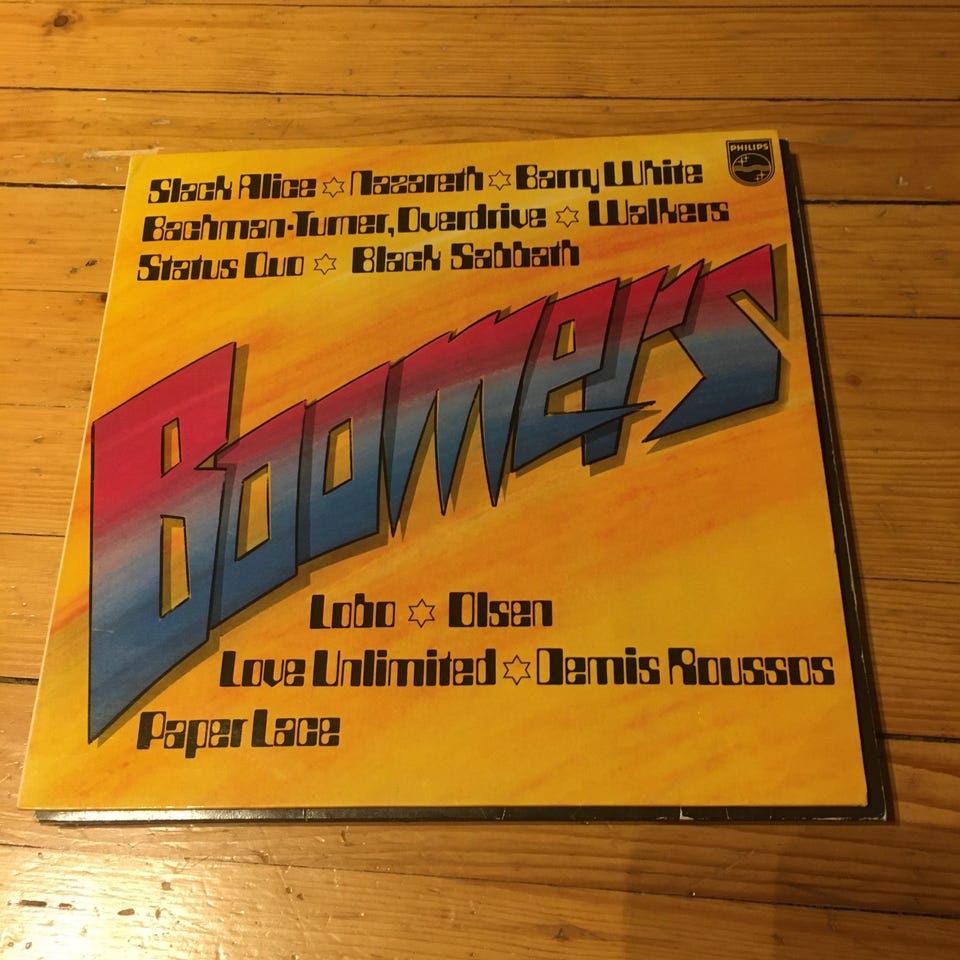 PHILIPS
Slack Alice ✡ Nazareth ✡ Barry White
Bachman-Turner, Overdrive ✡ Walkers
Status Quo ✡ Black Sabbath
Boomers
Lobo ✡ Olsen
Love Unlimited ✡ Demis Roussos
Paper Lace